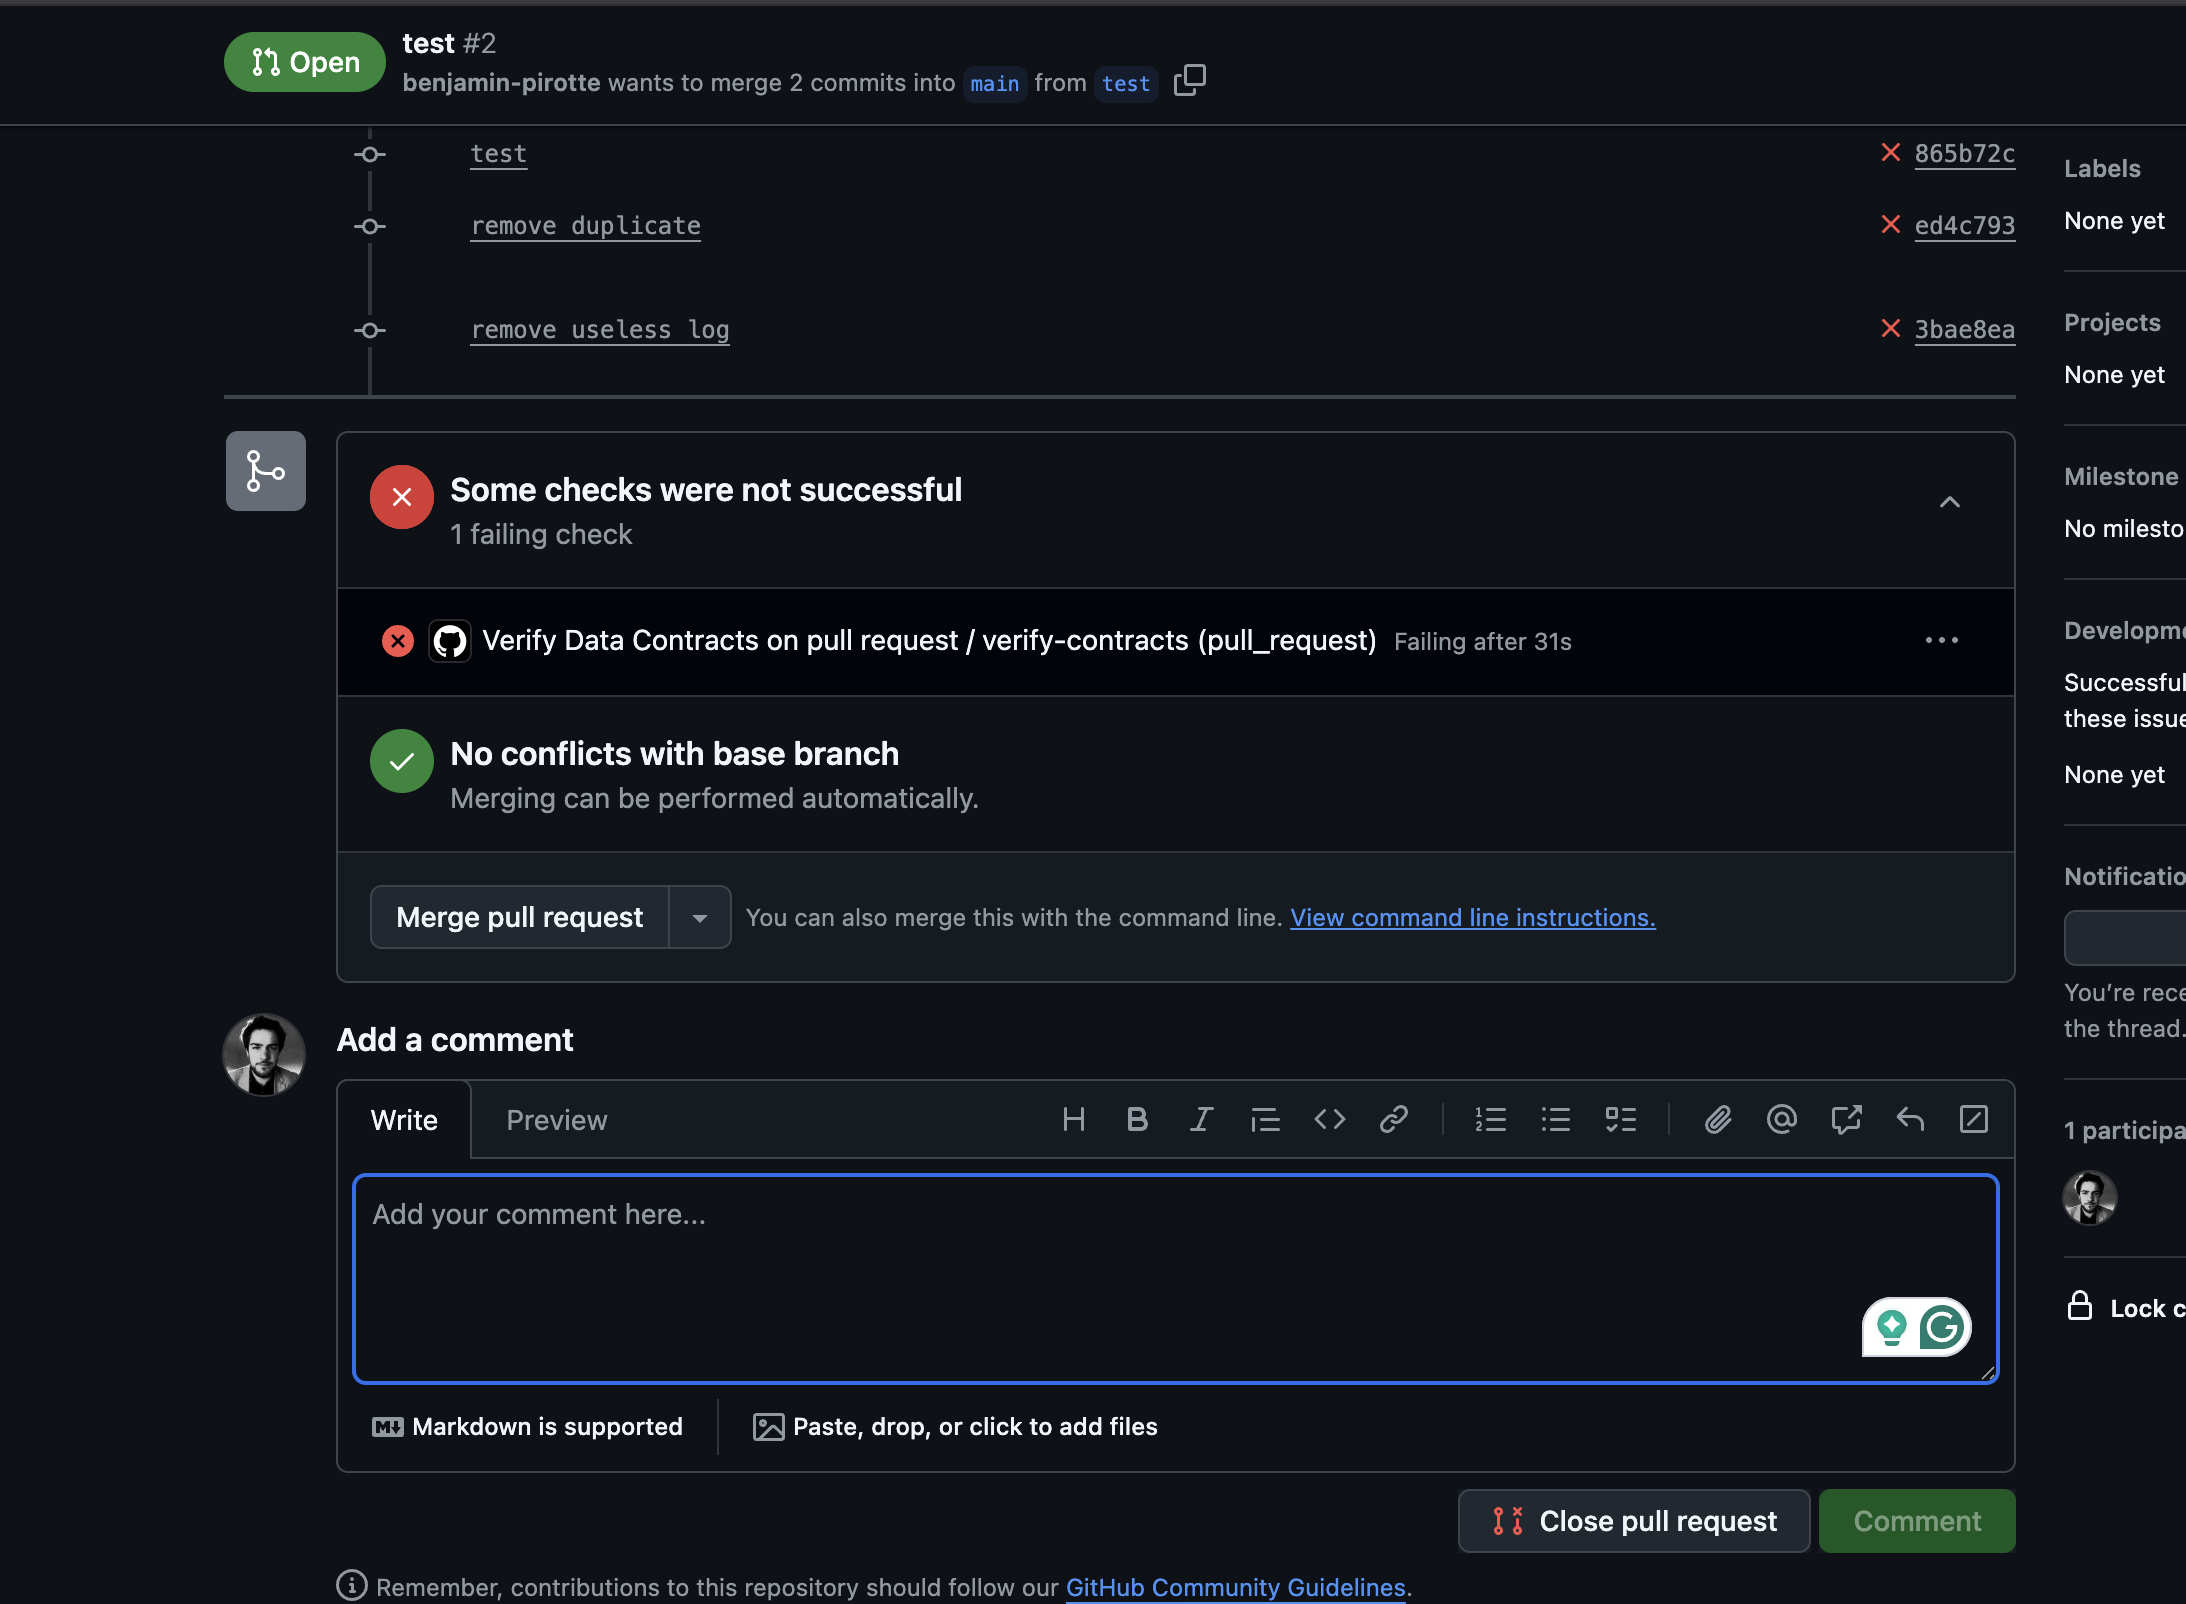 Open
test #2
benjamin-pirotte wants to merge 2 commits into main from test
test
865b72c
remove duplicate
ed4c793
remove useless log
3bae8ea
Some checks were not successful
1 failing check
Verify Data Contracts on pull request / verify-contracts (pull_request) Failing after 31s
No conflicts with base branch
Merging can be performed automatically.
Merge pull request
You can also merge this with the command line. View command line instructions.
Add a comment
Write
Preview
Add your comment here...
Markdown is supported
Paste, drop, or click to add files
Close pull request
Comment
Remember, contributions to this repository should follow our GitHub Community Guidelines.
Labels
None yet
Projects
None yet
Milestone
No milesto
Developme
Successful
these issue
None yet
Notificatio
You're rece
the thread.
1 participa
Lock c